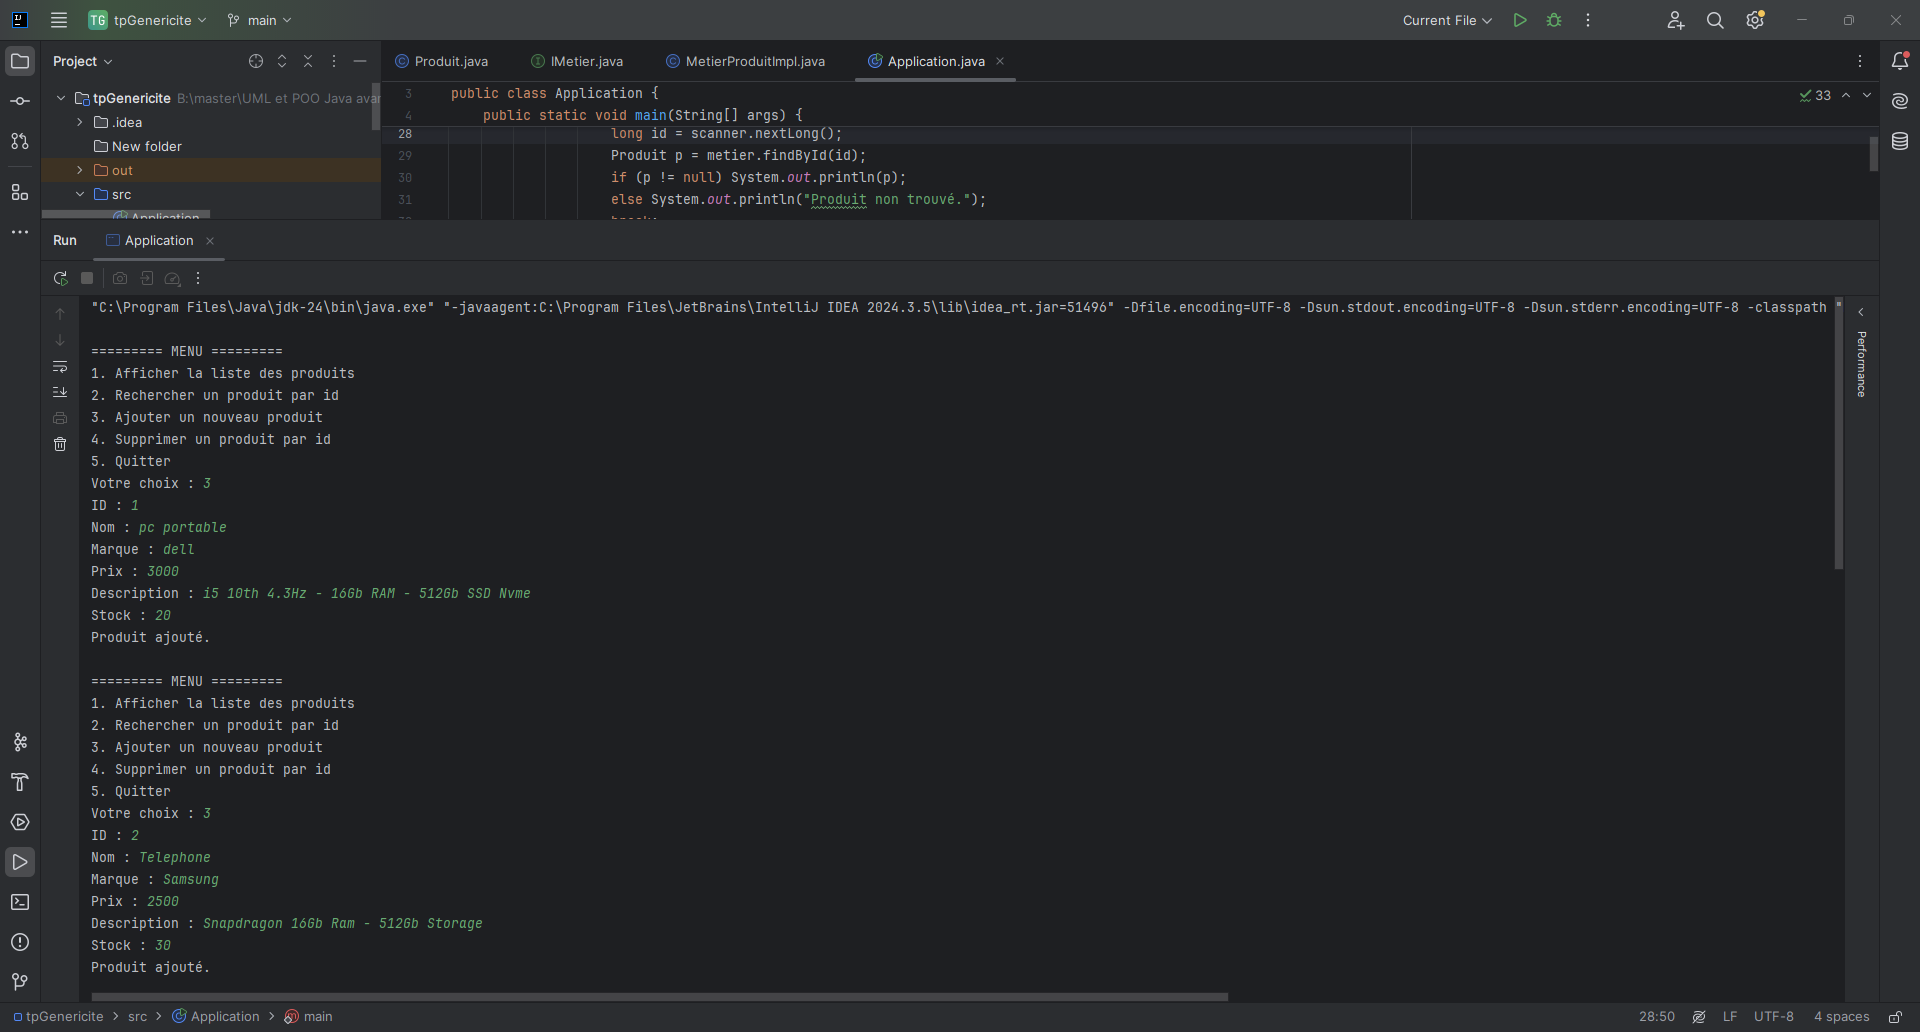 TG tpGenericite main Current File
Project
Produit.java IMetier.java MetierProduitImpl.java Application.java
tpGenericite B:\master\UML et POO Java avan
.idea
New folder
out
src
Application
33
3 public class Application {
4 public static void main(String[] args) {
28 long id = scanner.nextLong();
29 Produit p = metier.findById(id);
30 if (p != null) System.out.println(p);
31 else System.out.println("Produit non trouvé.");
break;
Run Application
"C:\Program Files\Java\jdk-24\bin\java.exe" "-javaagent:C:\Program Files\JetBrains\IntelliJ IDEA 2024.3.5\lib\idea_rt.jar=51496" -Dfile.encoding=UTF-8 -Dsun.stdout.encoding=UTF-8 -Dsun.stderr.encoding=UTF-8 -classpath
Performance
========= MENU =========
1. Afficher la liste des produits
2. Rechercher un produit par id
3. Ajouter un nouveau produit
4. Supprimer un produit par id
5. Quitter
Votre choix : 3
ID : 1
Nom : pc portable
Marque : dell
Prix : 3000
Description : i5 10th 4.3Hz - 16Gb RAM - 512Gb SSD Nvme
Stock : 20
Produit ajouté.
========= MENU =========
1. Afficher la liste des produits
2. Rechercher un produit par id
3. Ajouter un nouveau produit
4. Supprimer un produit par id
5. Quitter
Votre choix : 3
ID : 2
Nom : Telephone
Marque : Samsung
Prix : 2500
Description : Snapdragon 16Gb Ram - 512Gb Storage
Stock : 30
Produit ajouté.
tpGenericite > src > Application > main
28:50 LF UTF-8 4 spaces